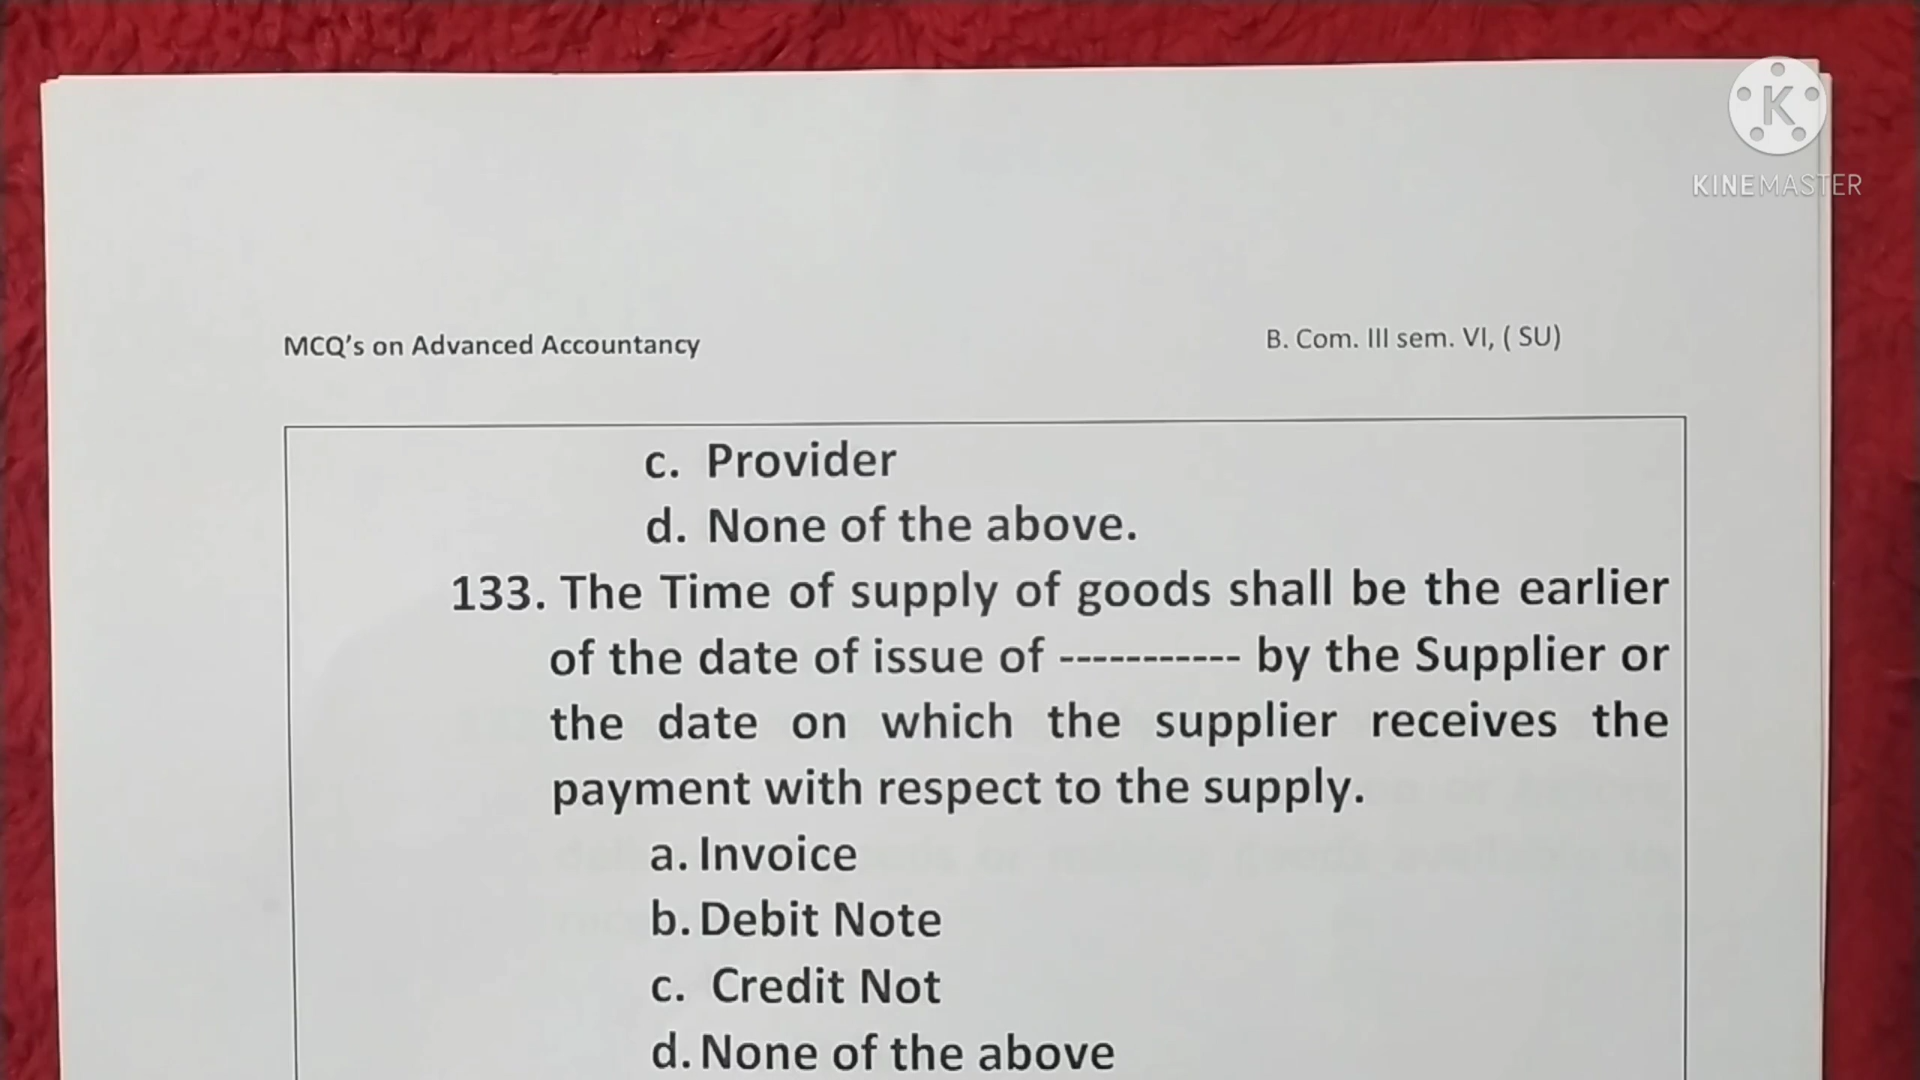 K
KINEMASTER
MCQ's on Advanced Accountancy
B. Com. III sem. VI, ( SU)
c. Provider
d. None of the above.
133. The Time of supply of goods shall be the earlier
of the date of issue of ----------- by the Supplier or
the date on which the supplier receives the
payment with respect to the supply.
a. Invoice
b. Debit Note
c. Credit Not
d. None of the above